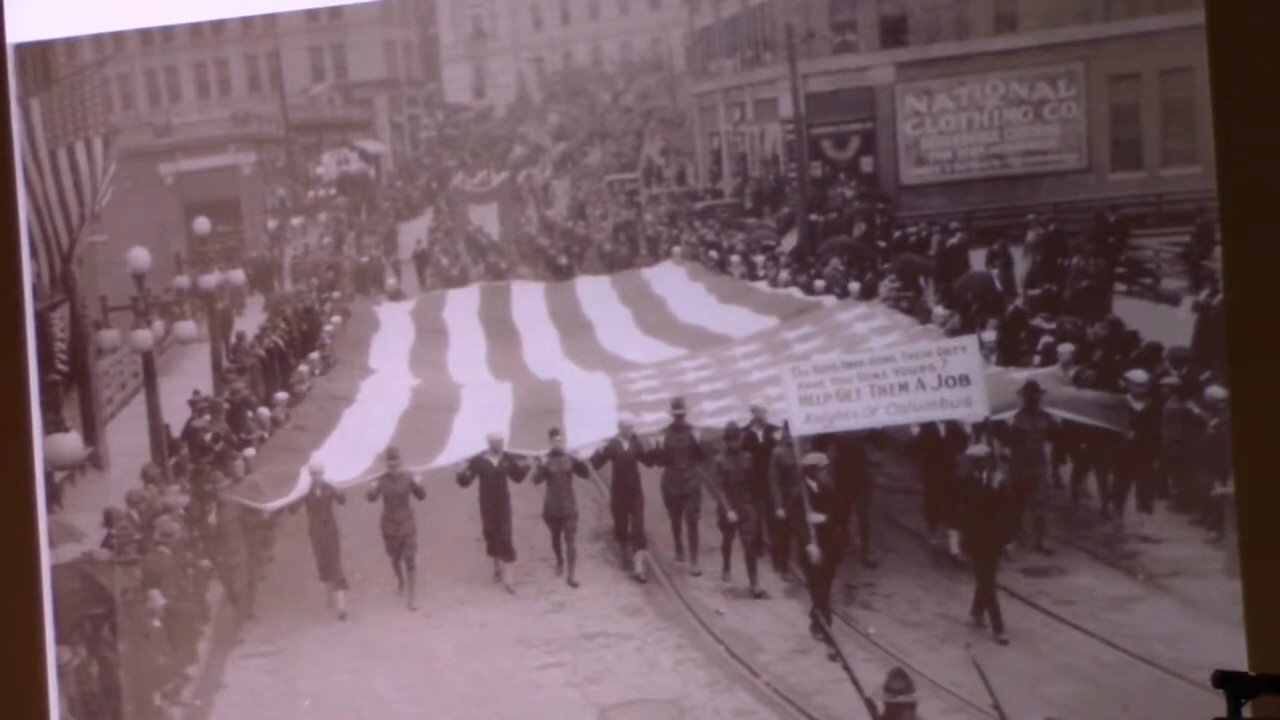 NATIONAL
CLOTHING CO.
THE BOYS HAVE DONE THEIR DUTY
HAVE YOU DONE YOURS?
HELP GET THEM A JOB
Knights Of Columbus